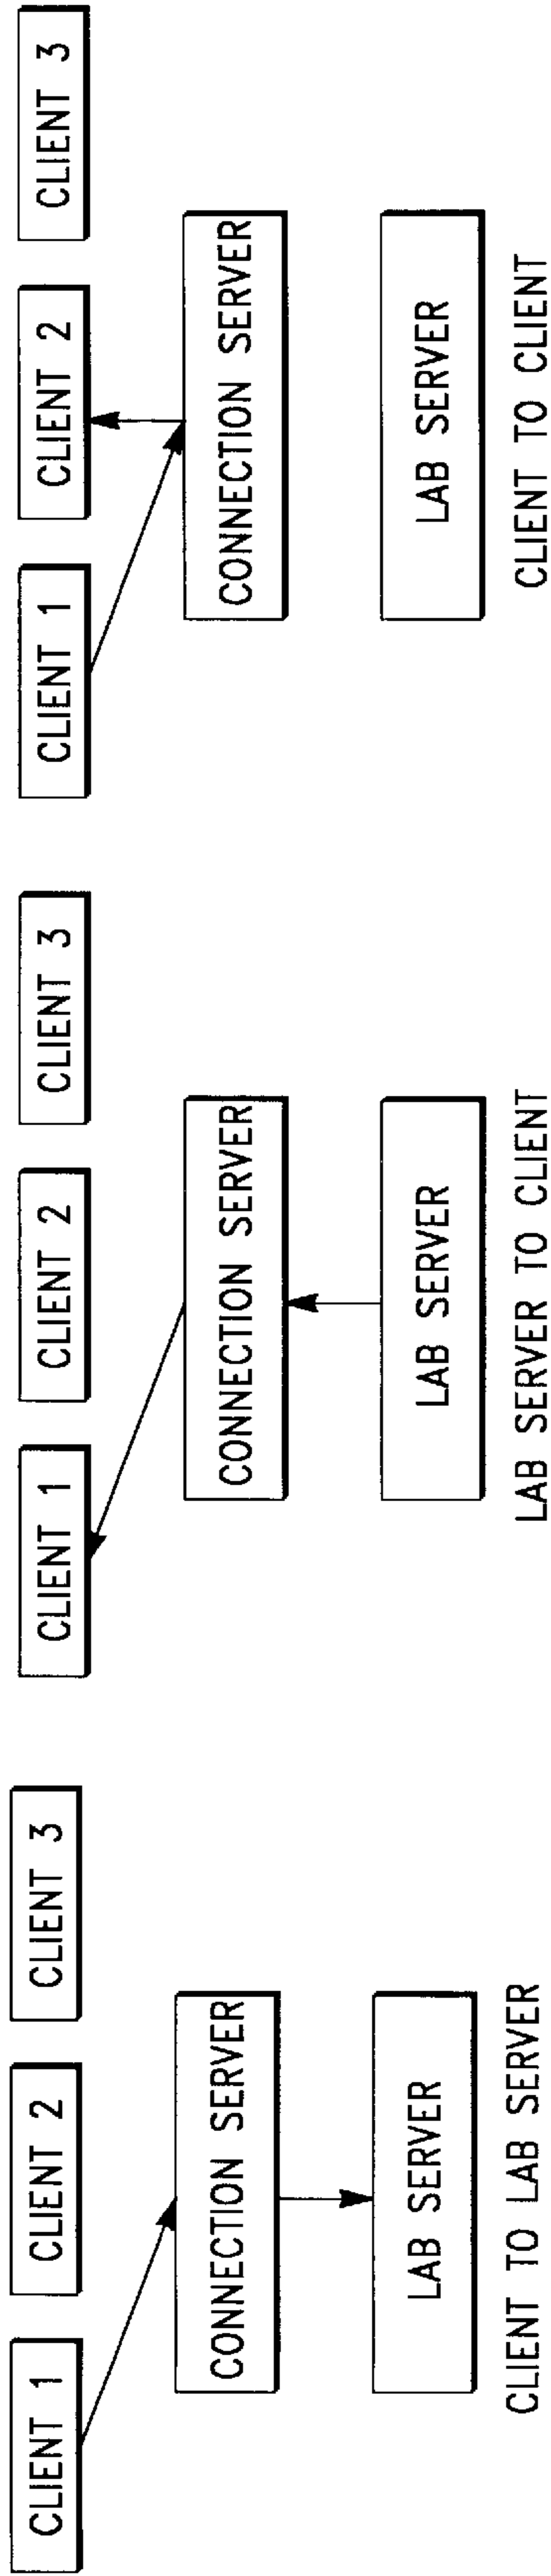 CLIENT 1
CLIENT 2
CLIENT 3
CONNECTION SERVER
LAB SERVER
CLIENT TO LAB SERVER
CLIENT 1
CLIENT 2
CLIENT 3
CONNECTION SERVER
LAB SERVER
LAB SERVER TO CLIENT
CLIENT 1
CLIENT 2
CLIENT 3
CONNECTION SERVER
LAB SERVER
CLIENT TO CLIENT